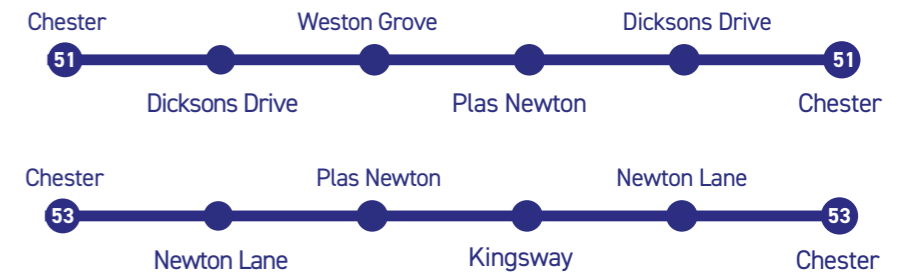 Chester
Weston Grove
Dicksons Drive
51
51
Dicksons Drive
Plas Newton
Chester
Chester
Plas Newton
Newton Lane
53
53
Newton Lane
Kingsway
Chester